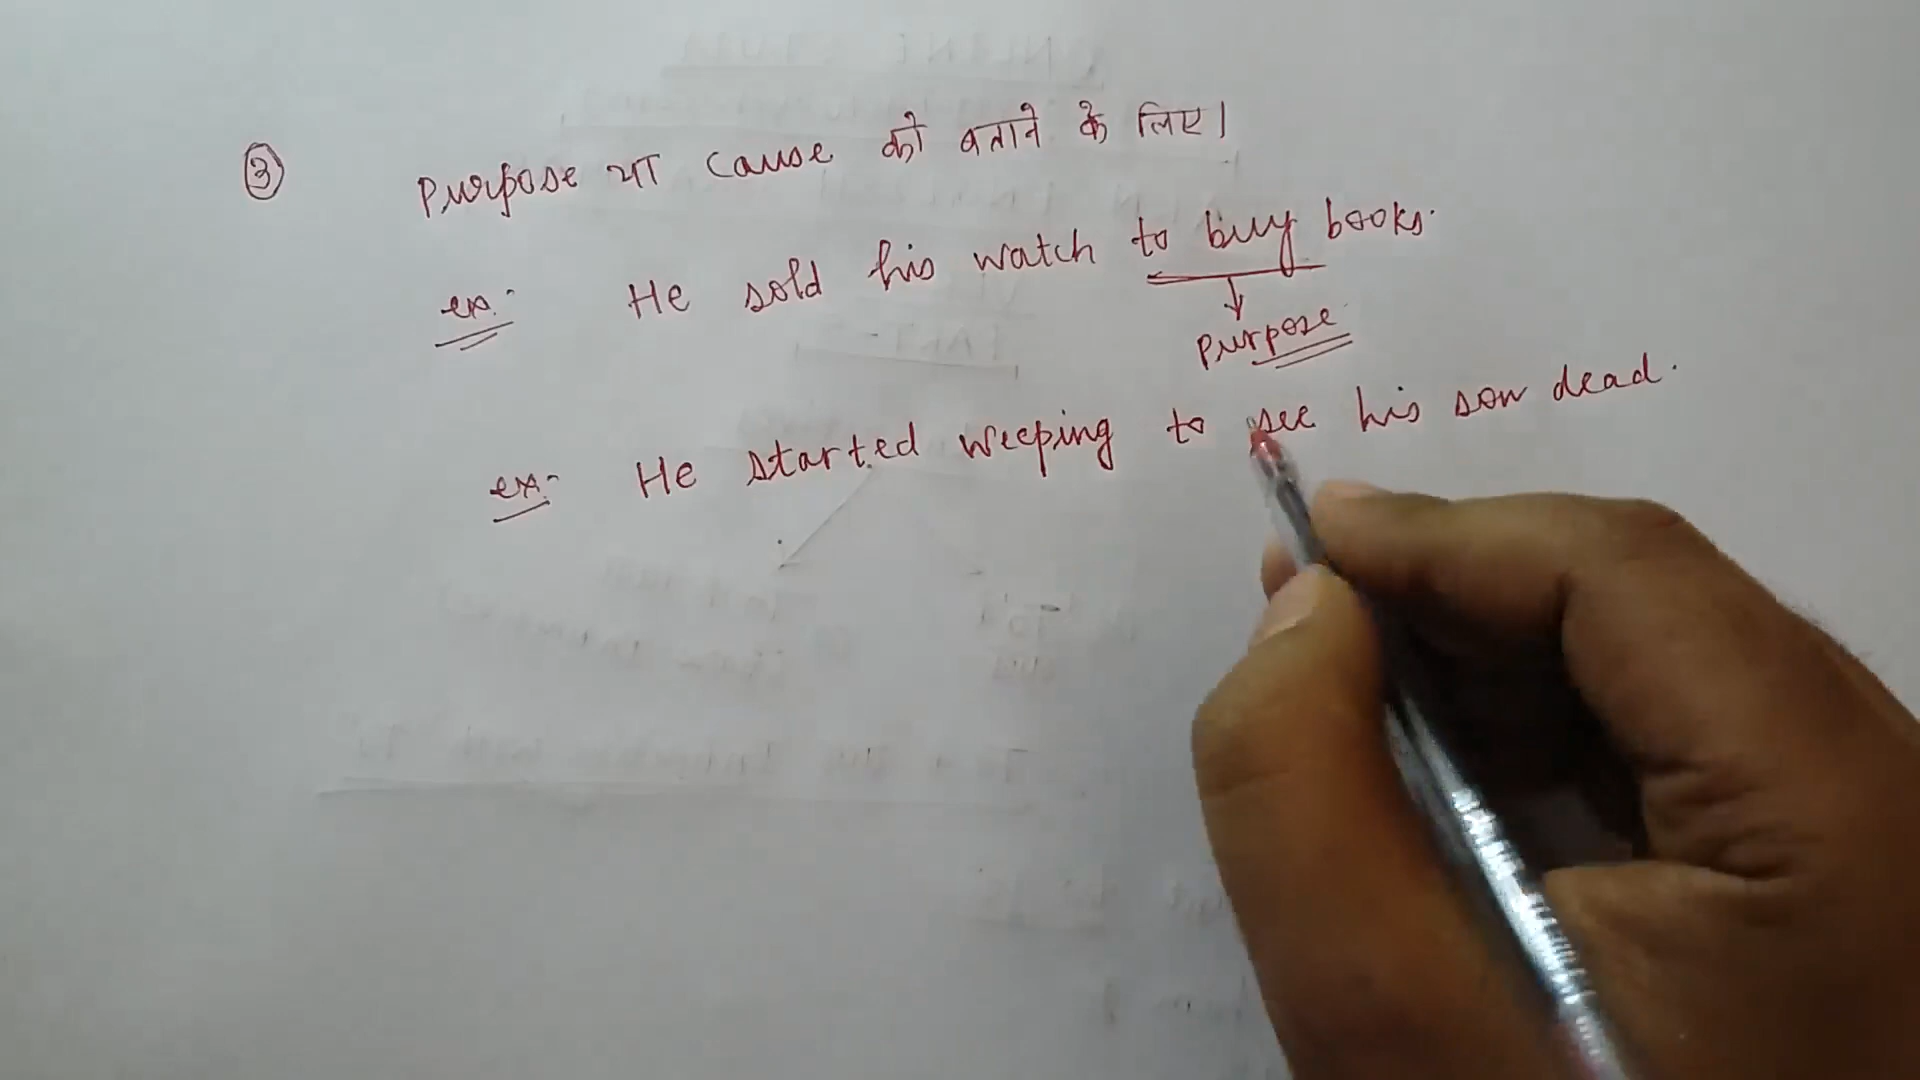 ③ Purpose या cause को बताने के लिए।
ex:- He sold his watch to buy books.
Purpose
ex:- He started weeping to see his son dead.